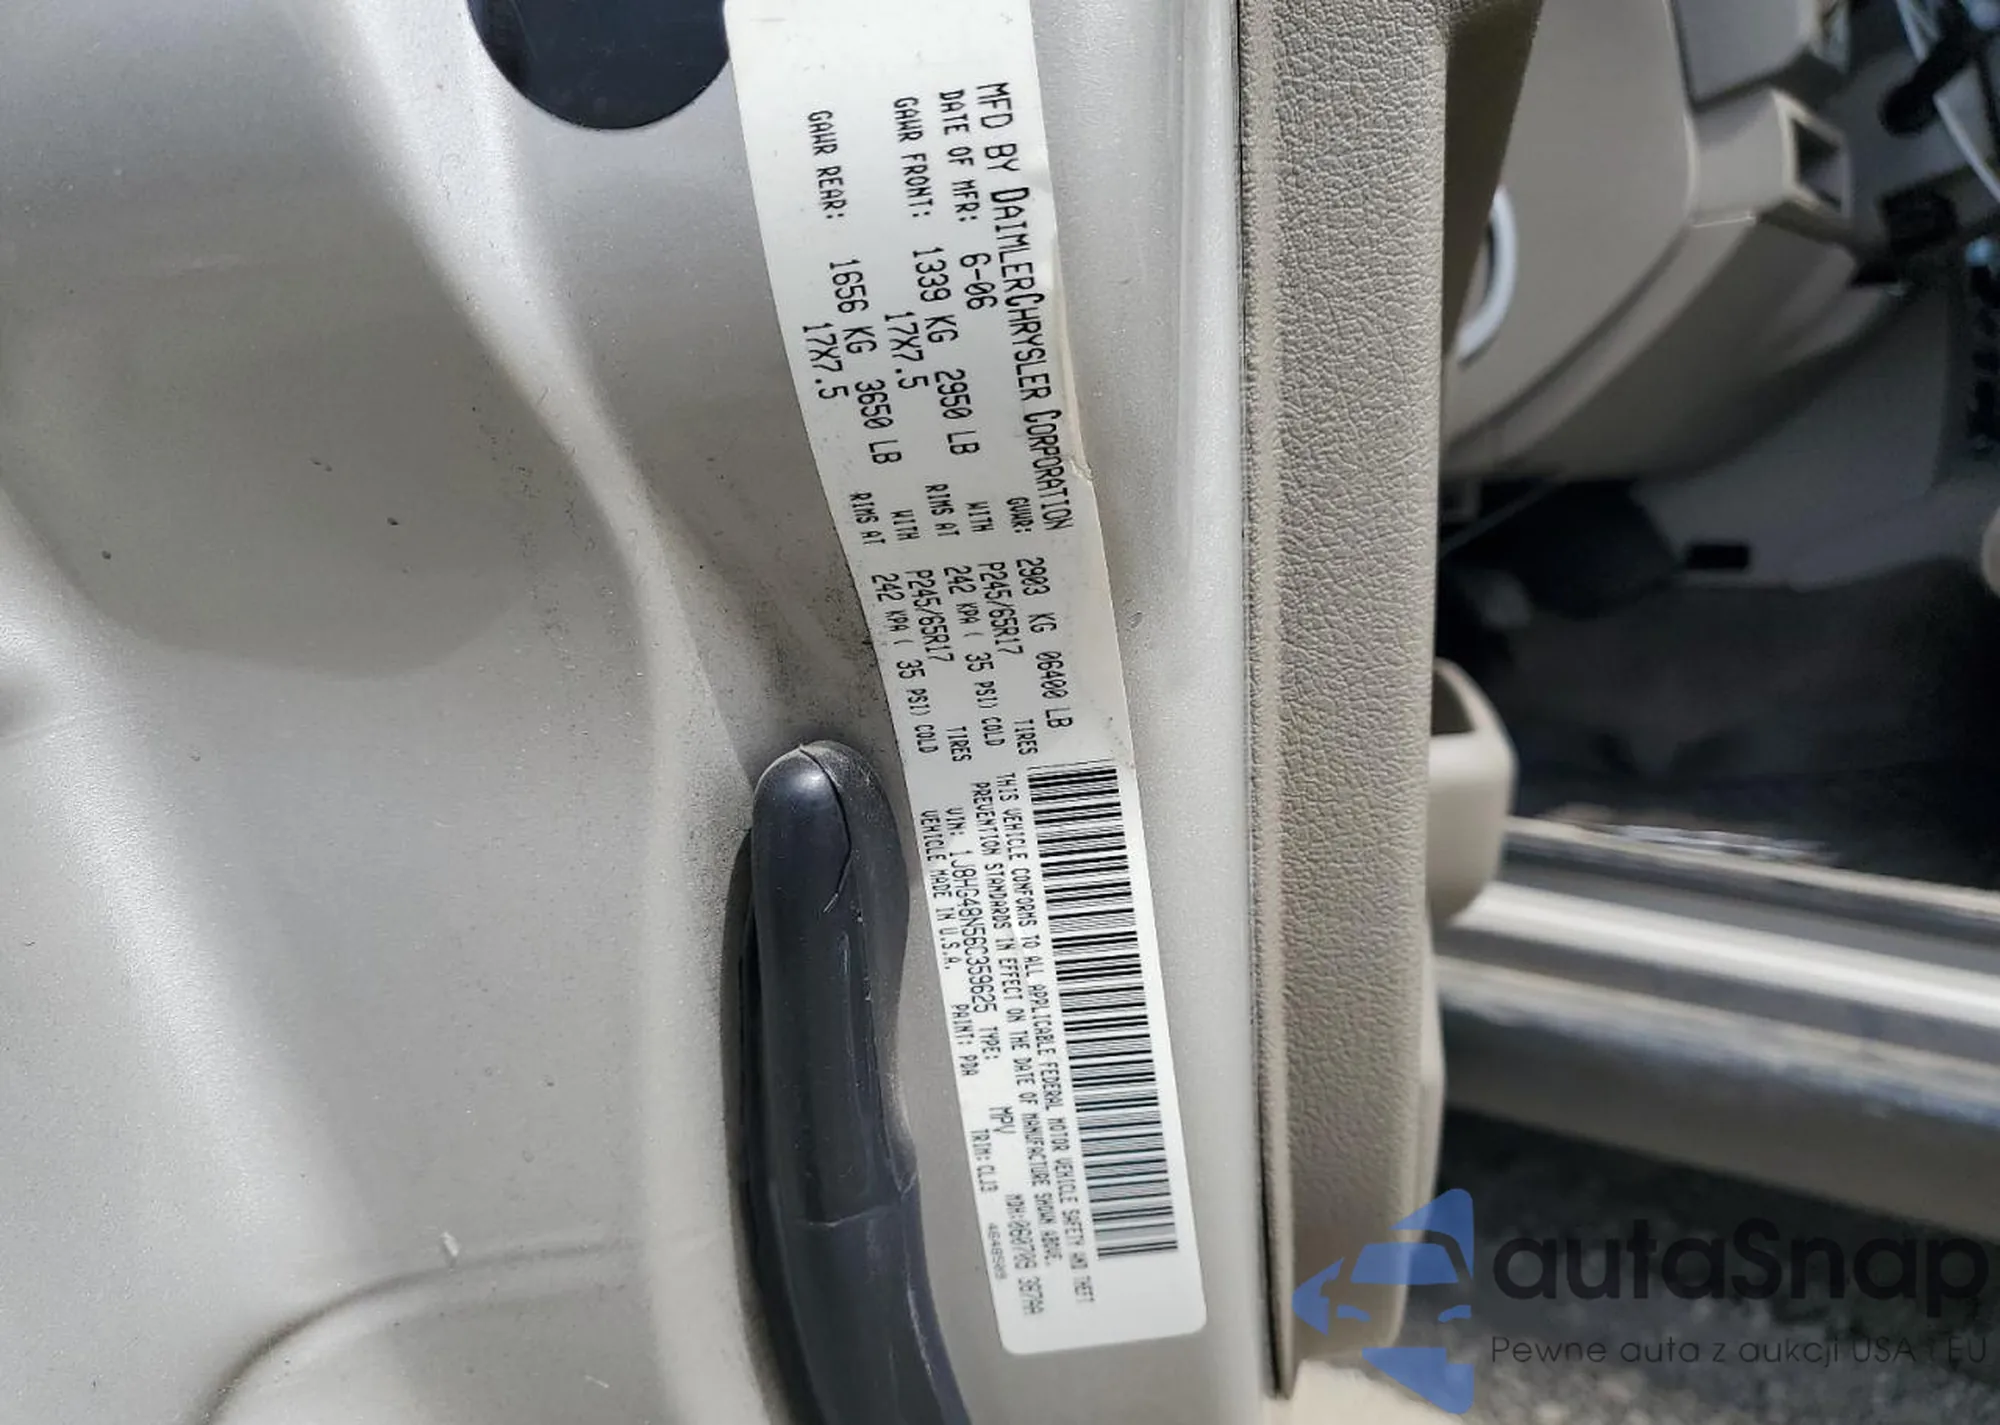 MFD BY DAIMLERCHRYSLER CORPORATION
DATE OF MFR: 6-06 GVWR: 2903 KG 06400 LB
GAWR FRONT: 1339 KG 2950 LB WITH P245/65R17 TIRES
17X7.5 RIMS AT 242 KPA ( 35 PSI) COLD
GAWR REAR: 1656 KG 3650 LB WITH P245/65R17 TIRES
17X7.5 RIMS AT 242 KPA ( 35 PSI) COLD
THIS VEHICLE CONFORMS TO ALL APPLICABLE FEDERAL MOTOR VEHICLE SAFETY AND THEFT
PREVENTION STANDARDS IN EFFECT ON THE DATE OF MANUFACTURE SHOWN ABOVE.
VIN: 1J8HG48N56C359625 TYPE: MPV MDH:060709 387AA
VEHICLE MADE IN U.S.A. PAINT: PDA TRIM: CLJ3
autaSnap
Pewne auta z aukcji USA i EU